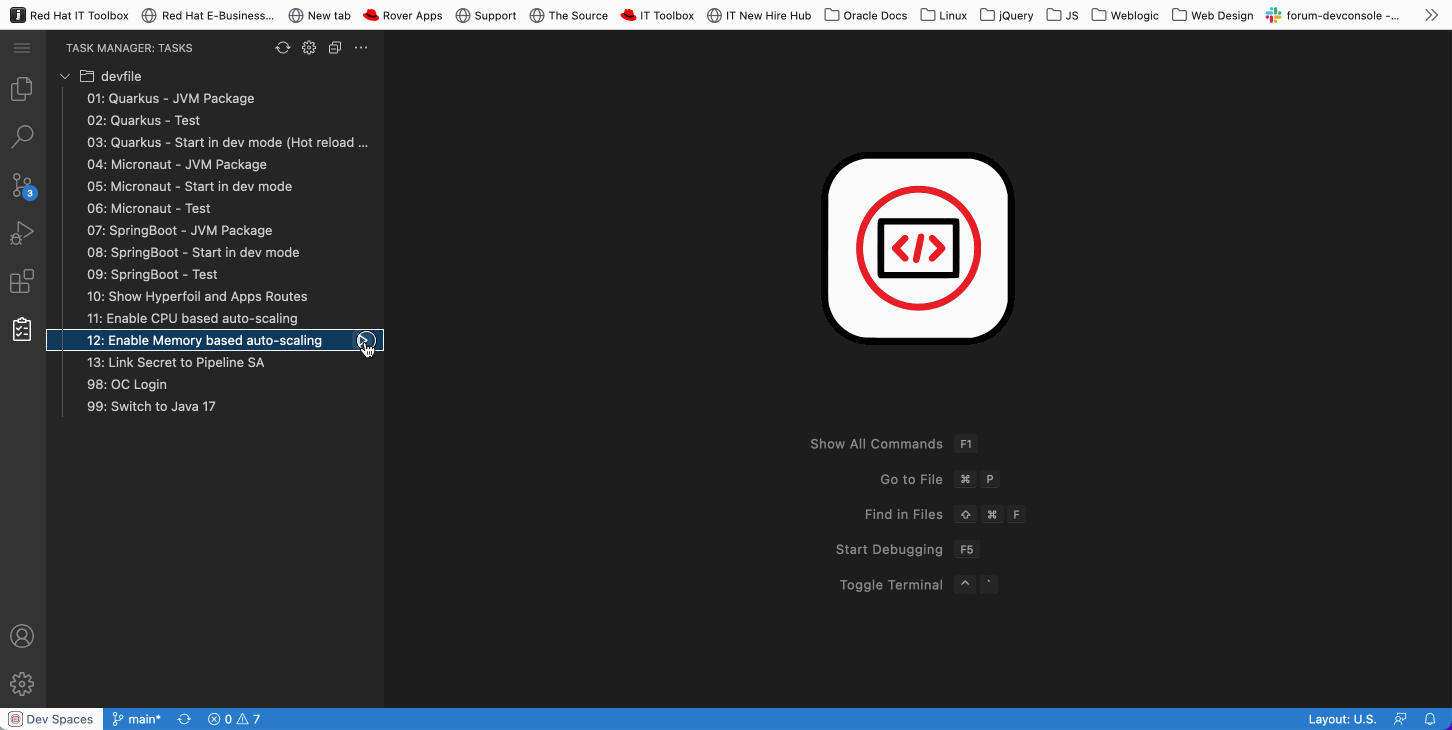 Red Hat IT Toolbox Red Hat E-Business... New tab Rover Apps Support The Source IT Toolbox IT New Hire Hub Oracle Docs Linux jQuery JS Weblogic Web Design forum-devconsole -...
TASK MANAGER: TASKS
devfile
01: Quarkus - JVM Package
02: Quarkus - Test
03: Quarkus - Start in dev mode (Hot reload ...
04: Micronaut - JVM Package
05: Micronaut - Start in dev mode
06: Micronaut - Test
07: SpringBoot - JVM Package
08: SpringBoot - Start in dev mode
09: SpringBoot - Test
10: Show Hyperfoil and Apps Routes
11: Enable CPU based auto-scaling
12: Enable Memory based auto-scaling
13: Link Secret to Pipeline SA
98: OC Login
99: Switch to Java 17
3
</>
Show All Commands F1
Go to File ⌘ P
Find in Files ⇧ ⌘ F
Start Debugging F5
Toggle Terminal ^ `
Dev Spaces main* 0 7 Layout: U.S.